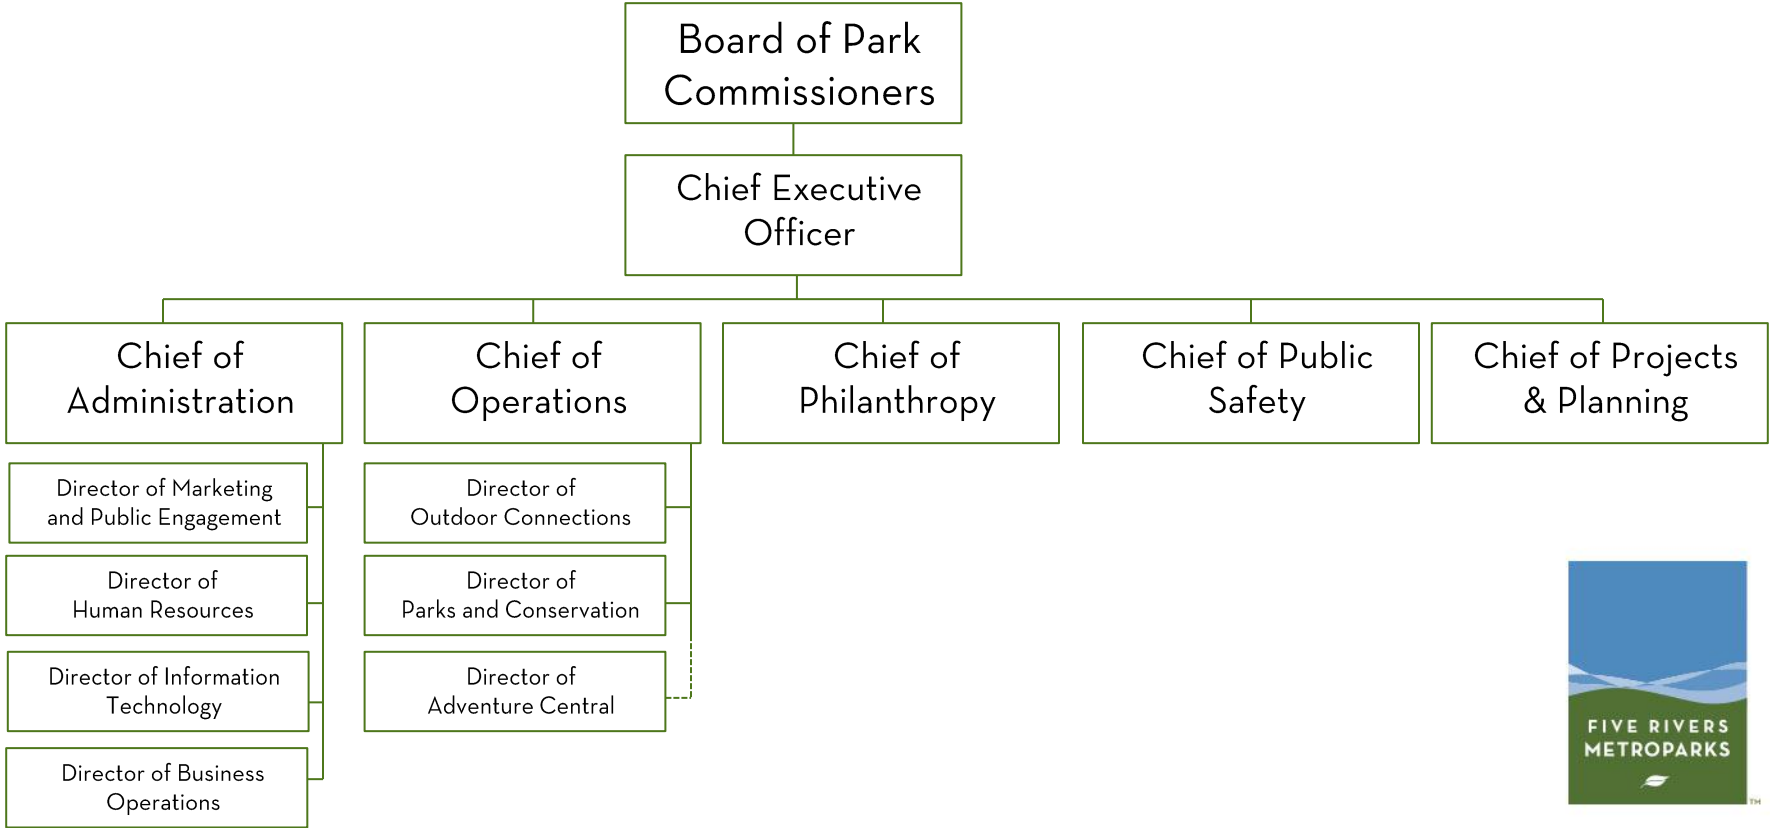 Board of Park
Commissioners
Chief Executive
Officer
Chief of
Administration
Chief of
Operations
Chief of
Philanthropy
Chief of Public
Safety
Chief of Projects
& Planning
Director of Marketing
and Public Engagement
Director of
Human Resources
Director of Information
Technology
Director of Business
Operations
Director of
Outdoor Connections
Director of
Parks and Conservation
Director of
Adventure Central
FIVE RIVERS
METROPARKS
TM